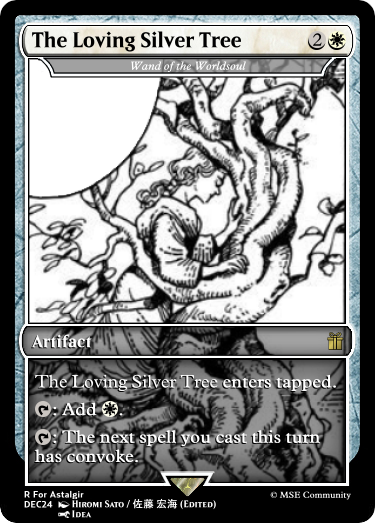 The Loving Silver Tree 2
Wand of the Worldsoul
Artifact
The Loving Silver Tree enters tapped.
: Add .
: The next spell you cast this turn
has convoke.
R For Astalgir
DEC24 Hiromi Sato / 佐藤 宏海 (Edited)
Idea
© MSE Community